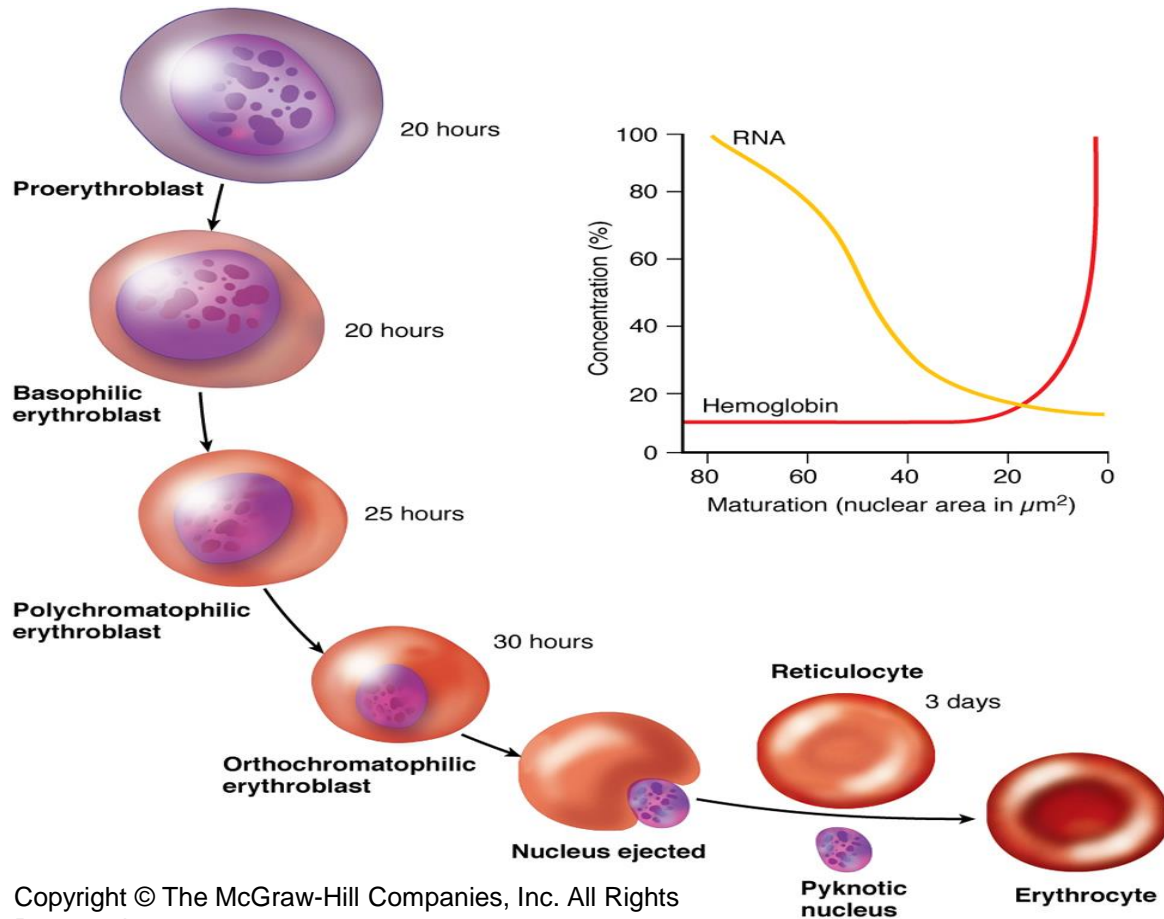 20 hours
Proerythroblast
20 hours
Basophilic
erythroblast
25 hours
Polychromatophilic
erythroblast
30 hours
Orthochromatophilic
erythroblast
Nucleus ejected
Reticulocyte
3 days
Pyknotic
nucleus
Erythrocyte
100
80
60
40
20
0
Concentration (%)
RNA
Hemoglobin
80 60 40 20 0
Maturation (nuclear area in μm²)
Copyright © The McGraw-Hill Companies, Inc. All Rights